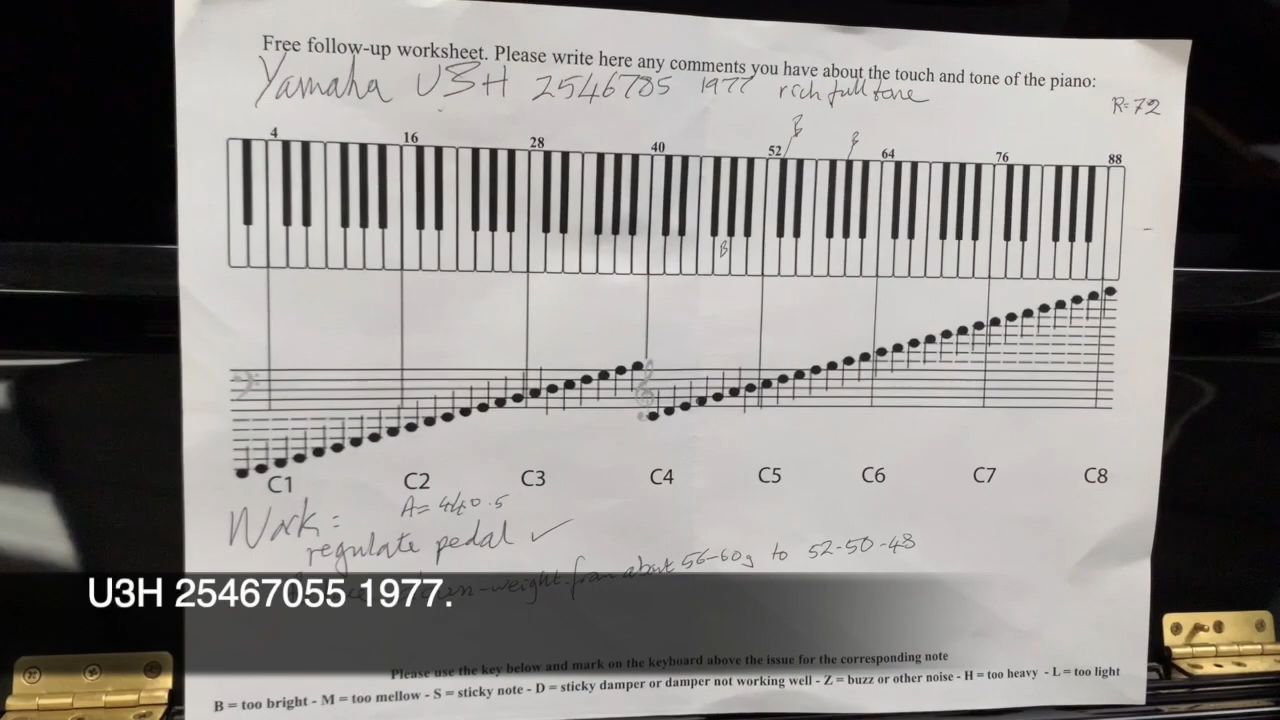 Free follow-up worksheet. Please write here any comments you have about the touch and tone of the piano:
Yamaha U3H 2546705 1977 rich full tone
R=72
B B
4 16 28 40 52 64 76 88
B
C1 C2 C3 C4 C5 C6 C7 C8
A=440.5
Work:
regulate pedal ✓
down-weight from about 56-60g to 52-50-48
U3H 25467055 1977.
Please use the key below and mark on the keyboard above the issue for the corresponding note
B = too bright - M = too mellow - S = sticky note - D = sticky damper or damper not working well - Z = buzz or other noise - H = too heavy - L = too light